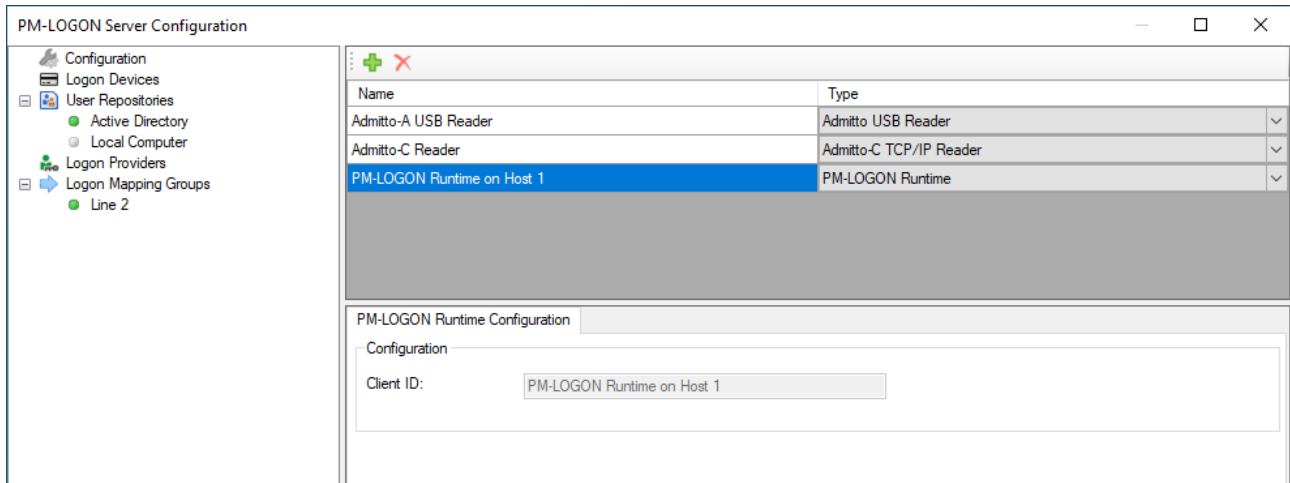 PM-LOGON Server Configuration
Configuration
Logon Devices
User Repositories
Active Directory
Local Computer
Logon Providers
Logon Mapping Groups
Line 2
Name Type
Admitto-A USB Reader Admitto USB Reader
Admitto-C Reader Admitto-C TCP/IP Reader
PM-LOGON Runtime on Host 1 PM-LOGON Runtime
PM-LOGON Runtime Configuration
Configuration
Client ID: PM-LOGON Runtime on Host 1